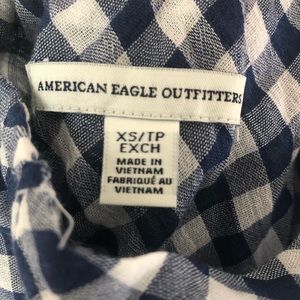 AMERICAN EAGLE OUTFITTERS
XS/TP
EXCH
MADE IN
VIETNAM
FABRIQUÉ AU
VIETNAM